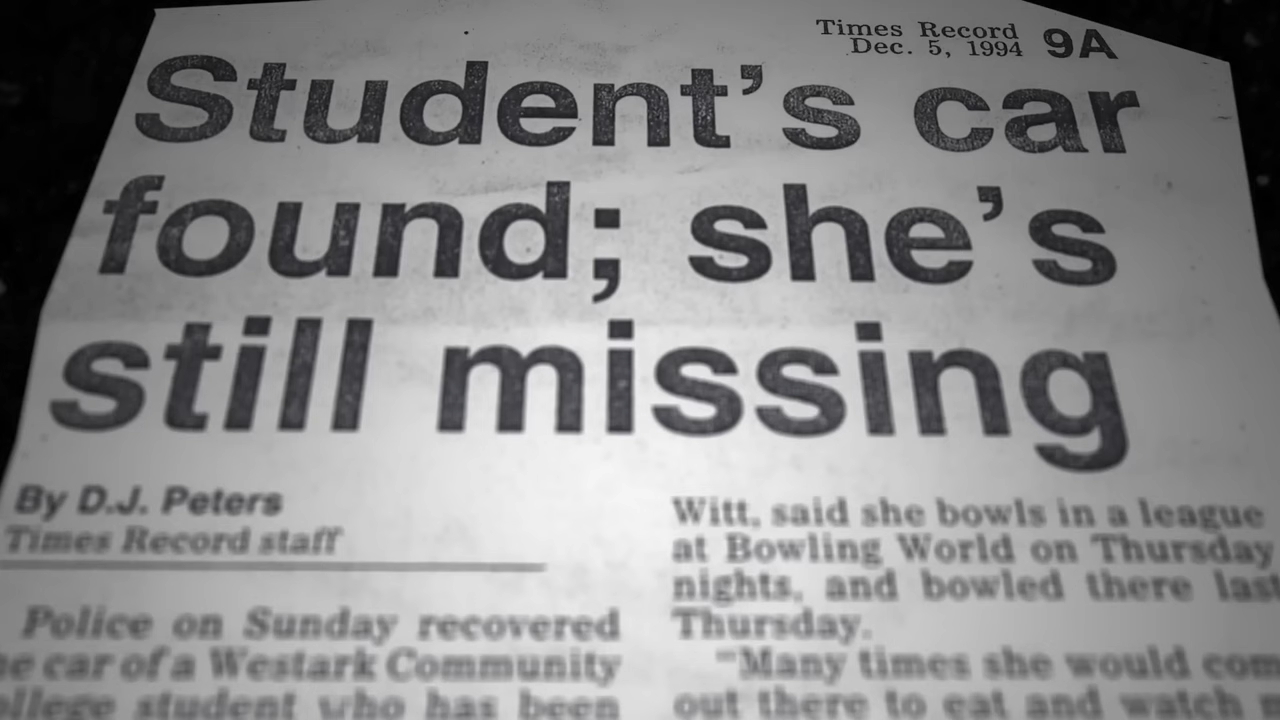 Times Record
Dec. 5, 1994 9A
Student's car
found; she's
still missing
By D.J. Peters
Times Record staff
Police on Sunday recovered
car of a Westark Community
student who has been
Witt, said she bowls in a league
at Bowling World on Thursday
nights, and bowled there last
Thursday.
"Many times she would
out there to eat and watch